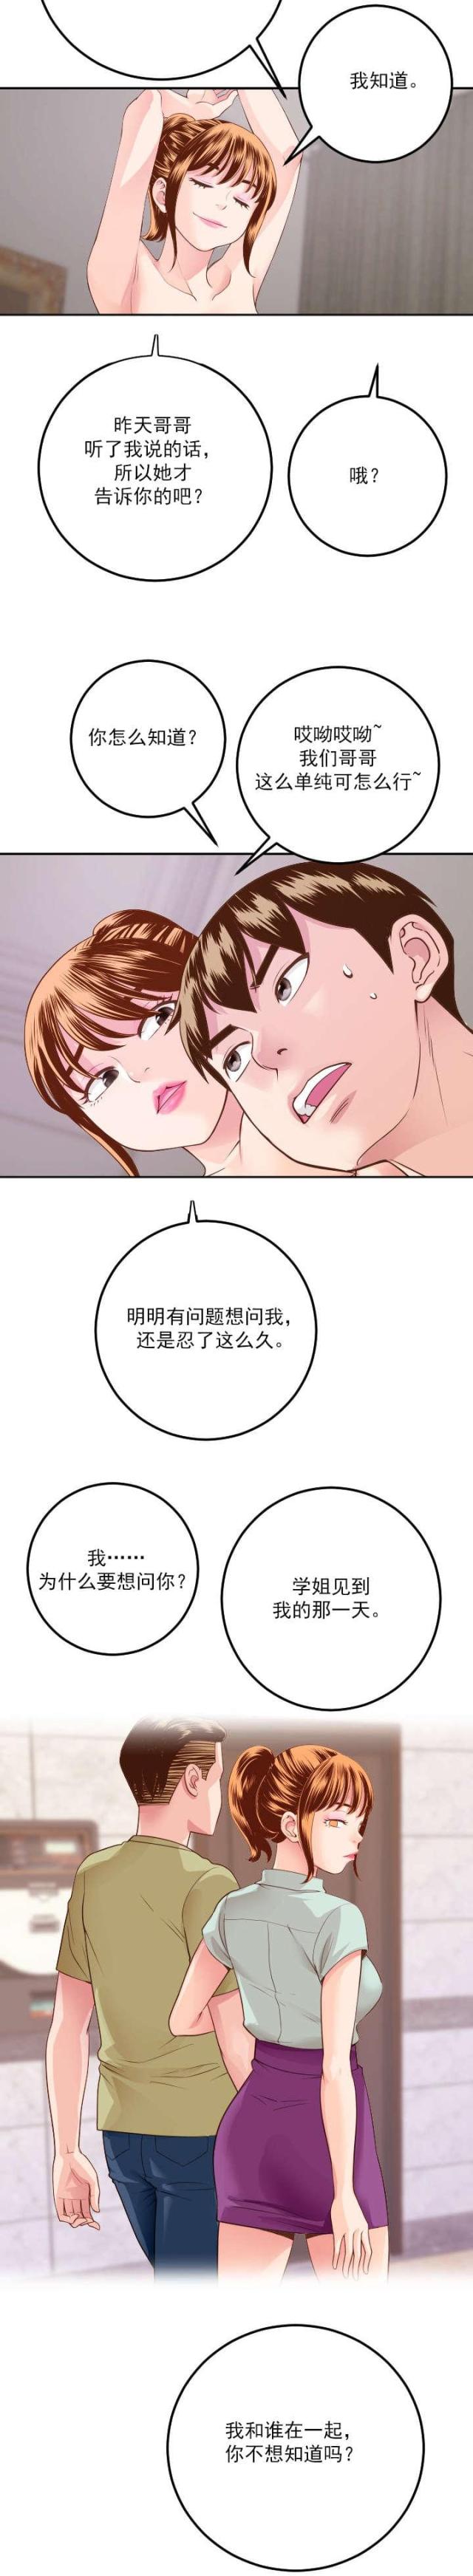 我知道。
昨天哥哥
听了我说的话，
所以她才
告诉你的吧？
哦？
你怎么知道？
哎呦哎呦~
我们哥哥
这么单纯可怎么行~
明明有问题想问我，
还是忍了这么久。
我……
为什么要想问你？
学姐见到
我的那一天。
我和谁在一起，
你不想知道吗？